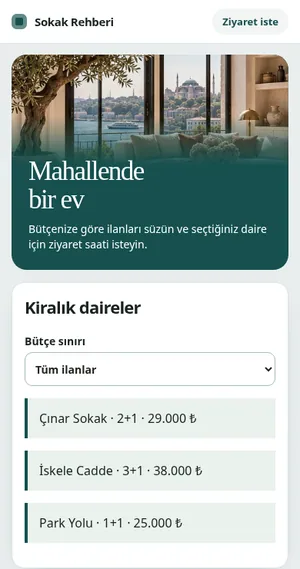 Sokak Rehberi
Ziyaret iste
Mahallende
bir ev
Bütçenize göre ilanları süzün ve seçtiğiniz daire
için ziyaret saati isteyin.
Kiralık daireler
Bütçe sınırı
Tüm ilanlar
Çınar Sokak · 2+1 · 29.000 ₺
İskele Cadde · 3+1 · 38.000 ₺
Park Yolu · 1+1 · 25.000 ₺